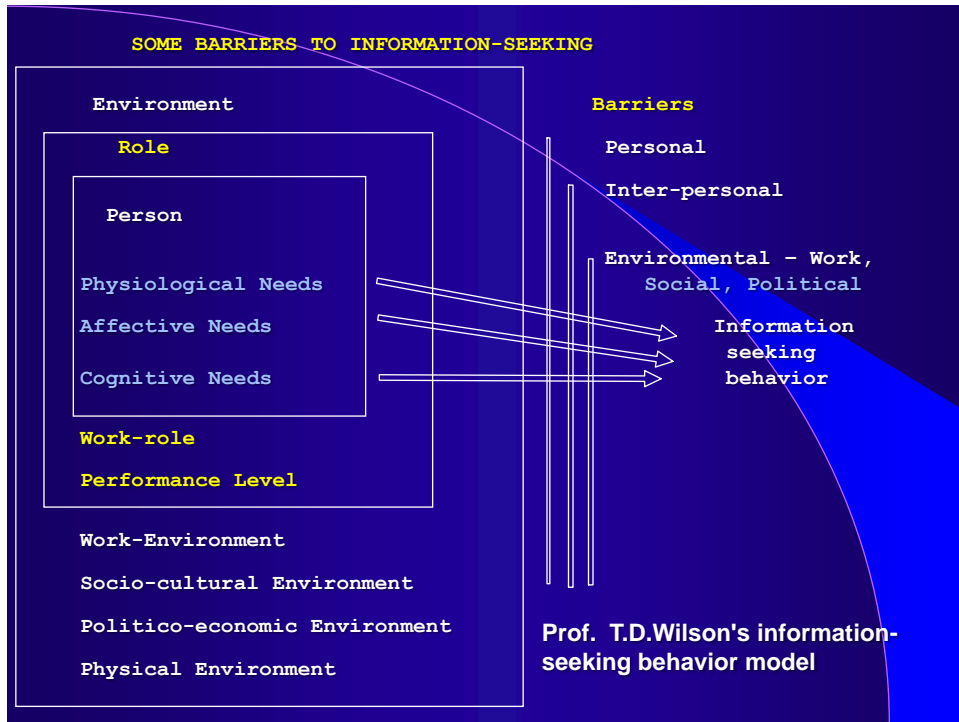 SOME BARRIERS TO INFORMATION-SEEKING
Environment
Role
Person
Physiological Needs
Affective Needs
Cognitive Needs
Work-role
Performance Level
Work-Environment
Socio-cultural Environment
Politico-economic Environment
Physical Environment
Barriers
Personal
Inter-personal
Environmental – Work,
Social, Political
Information
seeking
behavior
Prof. T.D.Wilson's information-
seeking behavior model